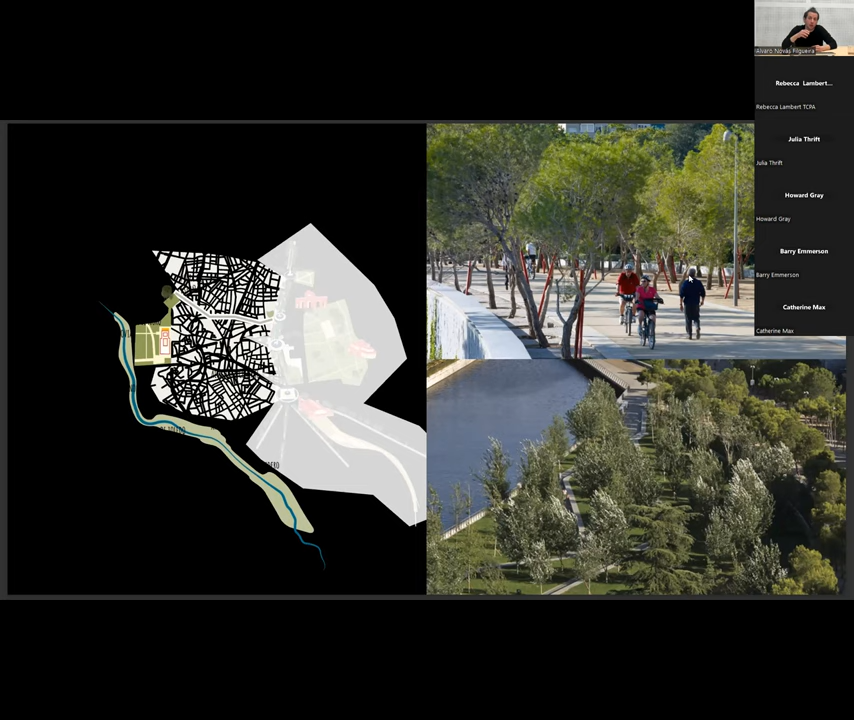 Alvaro Novas Filgueira
Rebecca Lambert...
Rebecca Lambert TCPA
Julia Thrift
Julia Thrift
Howard Gray
Howard Gray
Barry Emmerson
Barry Emmerson
Catherine Max
Catherine Max